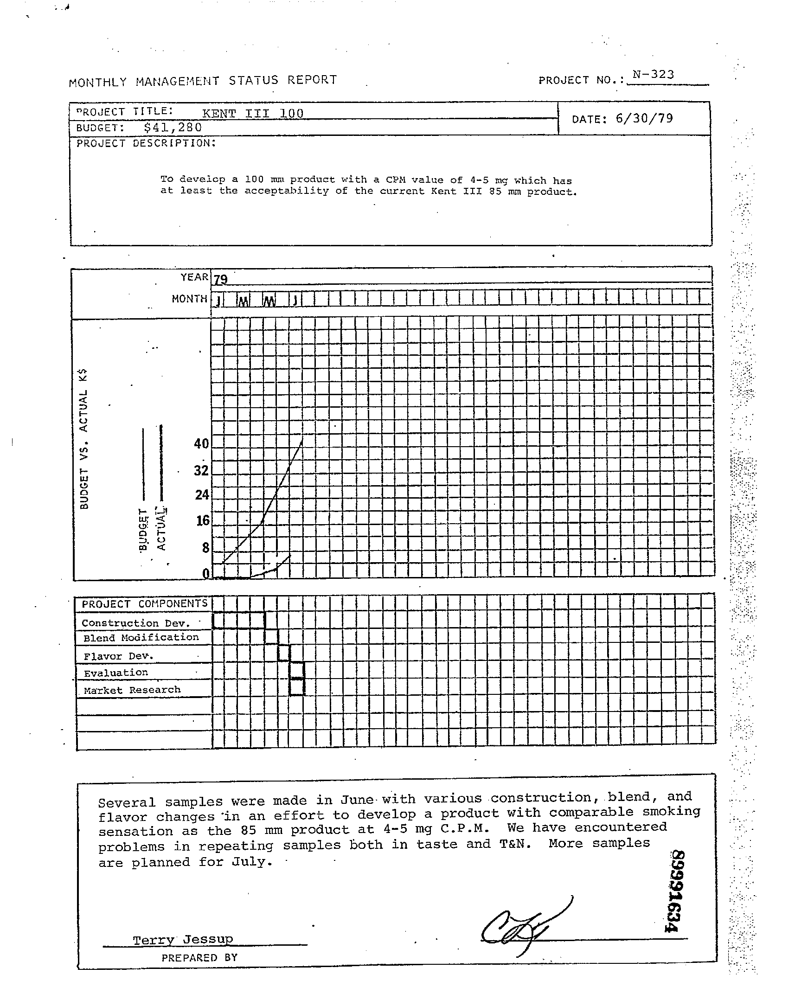 MONTHLY MANAGEMENT STATUS REPORT
PROJECT NO.: N-323
PROJECT TITLE: KENT III 100
DATE: 6/30/79
BUDGET: $41,280
PROJECT DESCRIPTION:
To develop a 100 mm product with a CPM value of 4-5 mg which has
at least the acceptability of the current Kent III 85 mm product.
YEAR 79
MONTH J M M J
BUDGET VS. ACTUAL K$
BUDGET
ACTUAL
40
32
24
16
8
0
PROJECT COMPONENTS
Construction Dev.
Blend Modification
Flavor Dev.
Evaluation
Market Research
Several samples were made in June with various construction, blend, and
flavor changes in an effort to develop a product with comparable smoking
sensation as the 85 mm product at 4-5 mg C.P.M. We have encountered
problems in repeating samples both in taste and T&N. More samples
are planned for July.
89991634
Terry Jessup
PREPARED BY